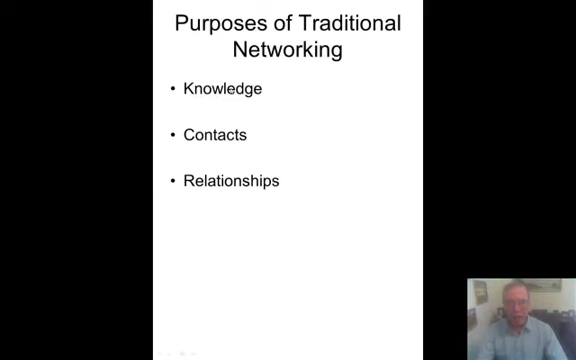 Purposes of Traditional
Networking
• Knowledge
• Contacts
• Relationships